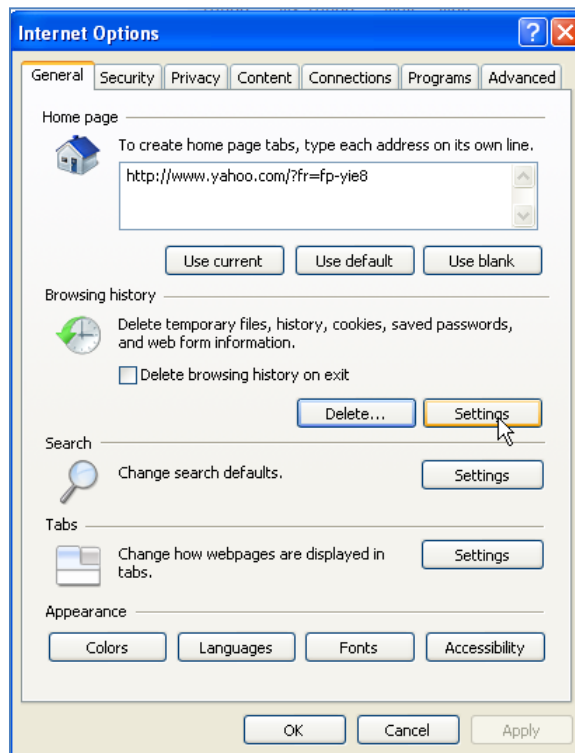 Internet Options
General Security Privacy Content Connections Programs Advanced
Home page
To create home page tabs, type each address on its own line.
http://www.yahoo.com/?fr=fp-yie8
Use current Use default Use blank
Browsing history
Delete temporary files, history, cookies, saved passwords,
and web form information.
Delete browsing history on exit
Delete... Settings
Search
Change search defaults. Settings
Tabs
Change how webpages are displayed in Settings
tabs.
Appearance
Colors Languages Fonts Accessibility
OK Cancel Apply